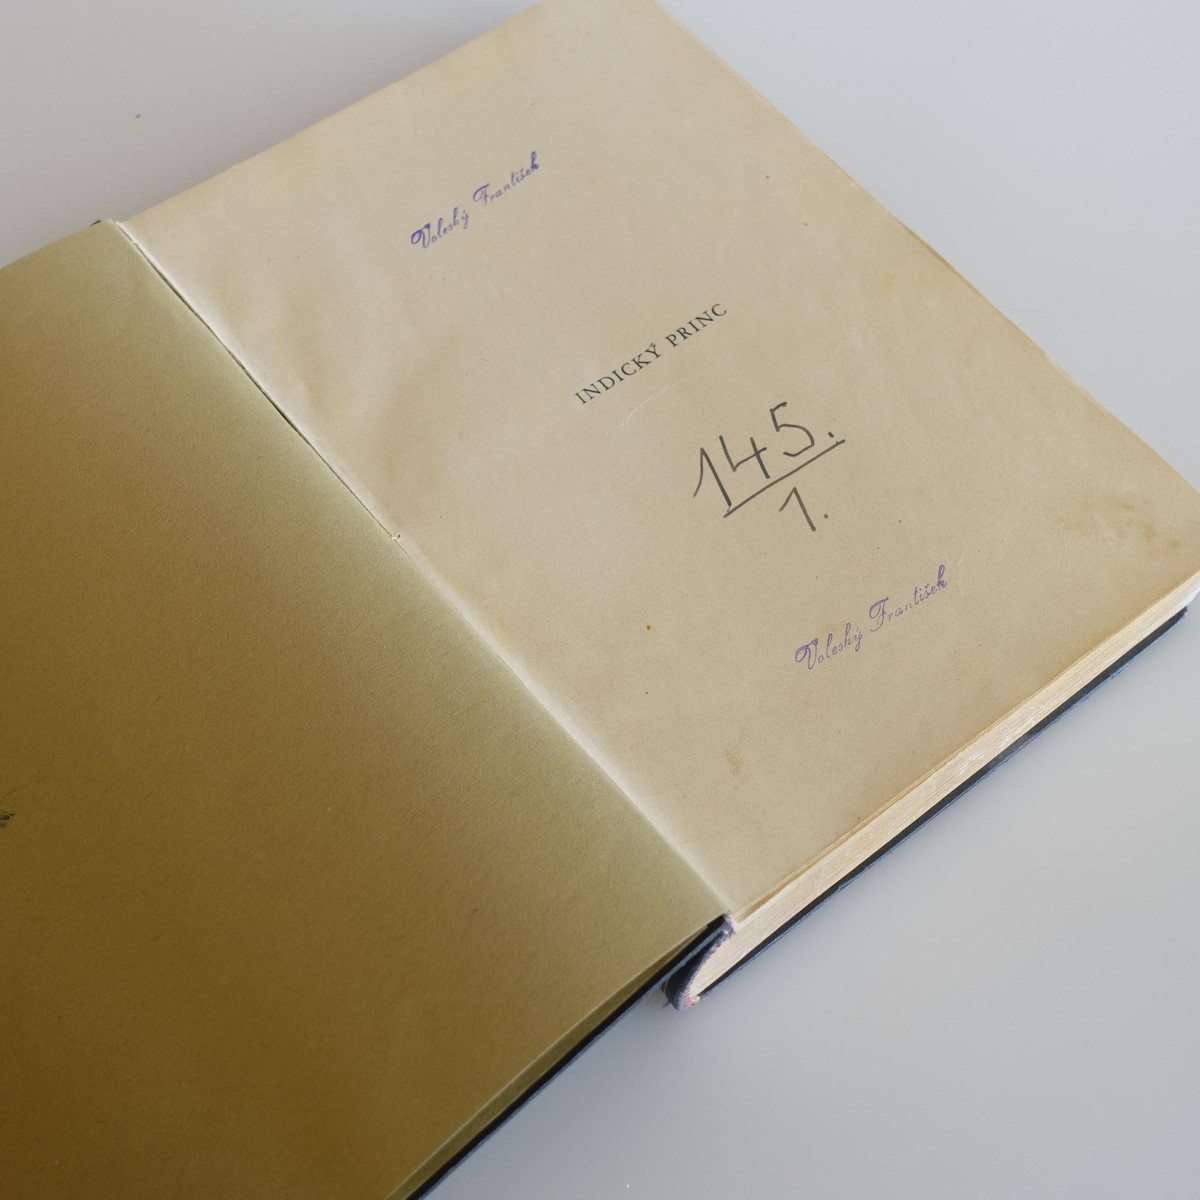 Voleský František
INDICKÝ PRINC
145.
1.
Voleský František